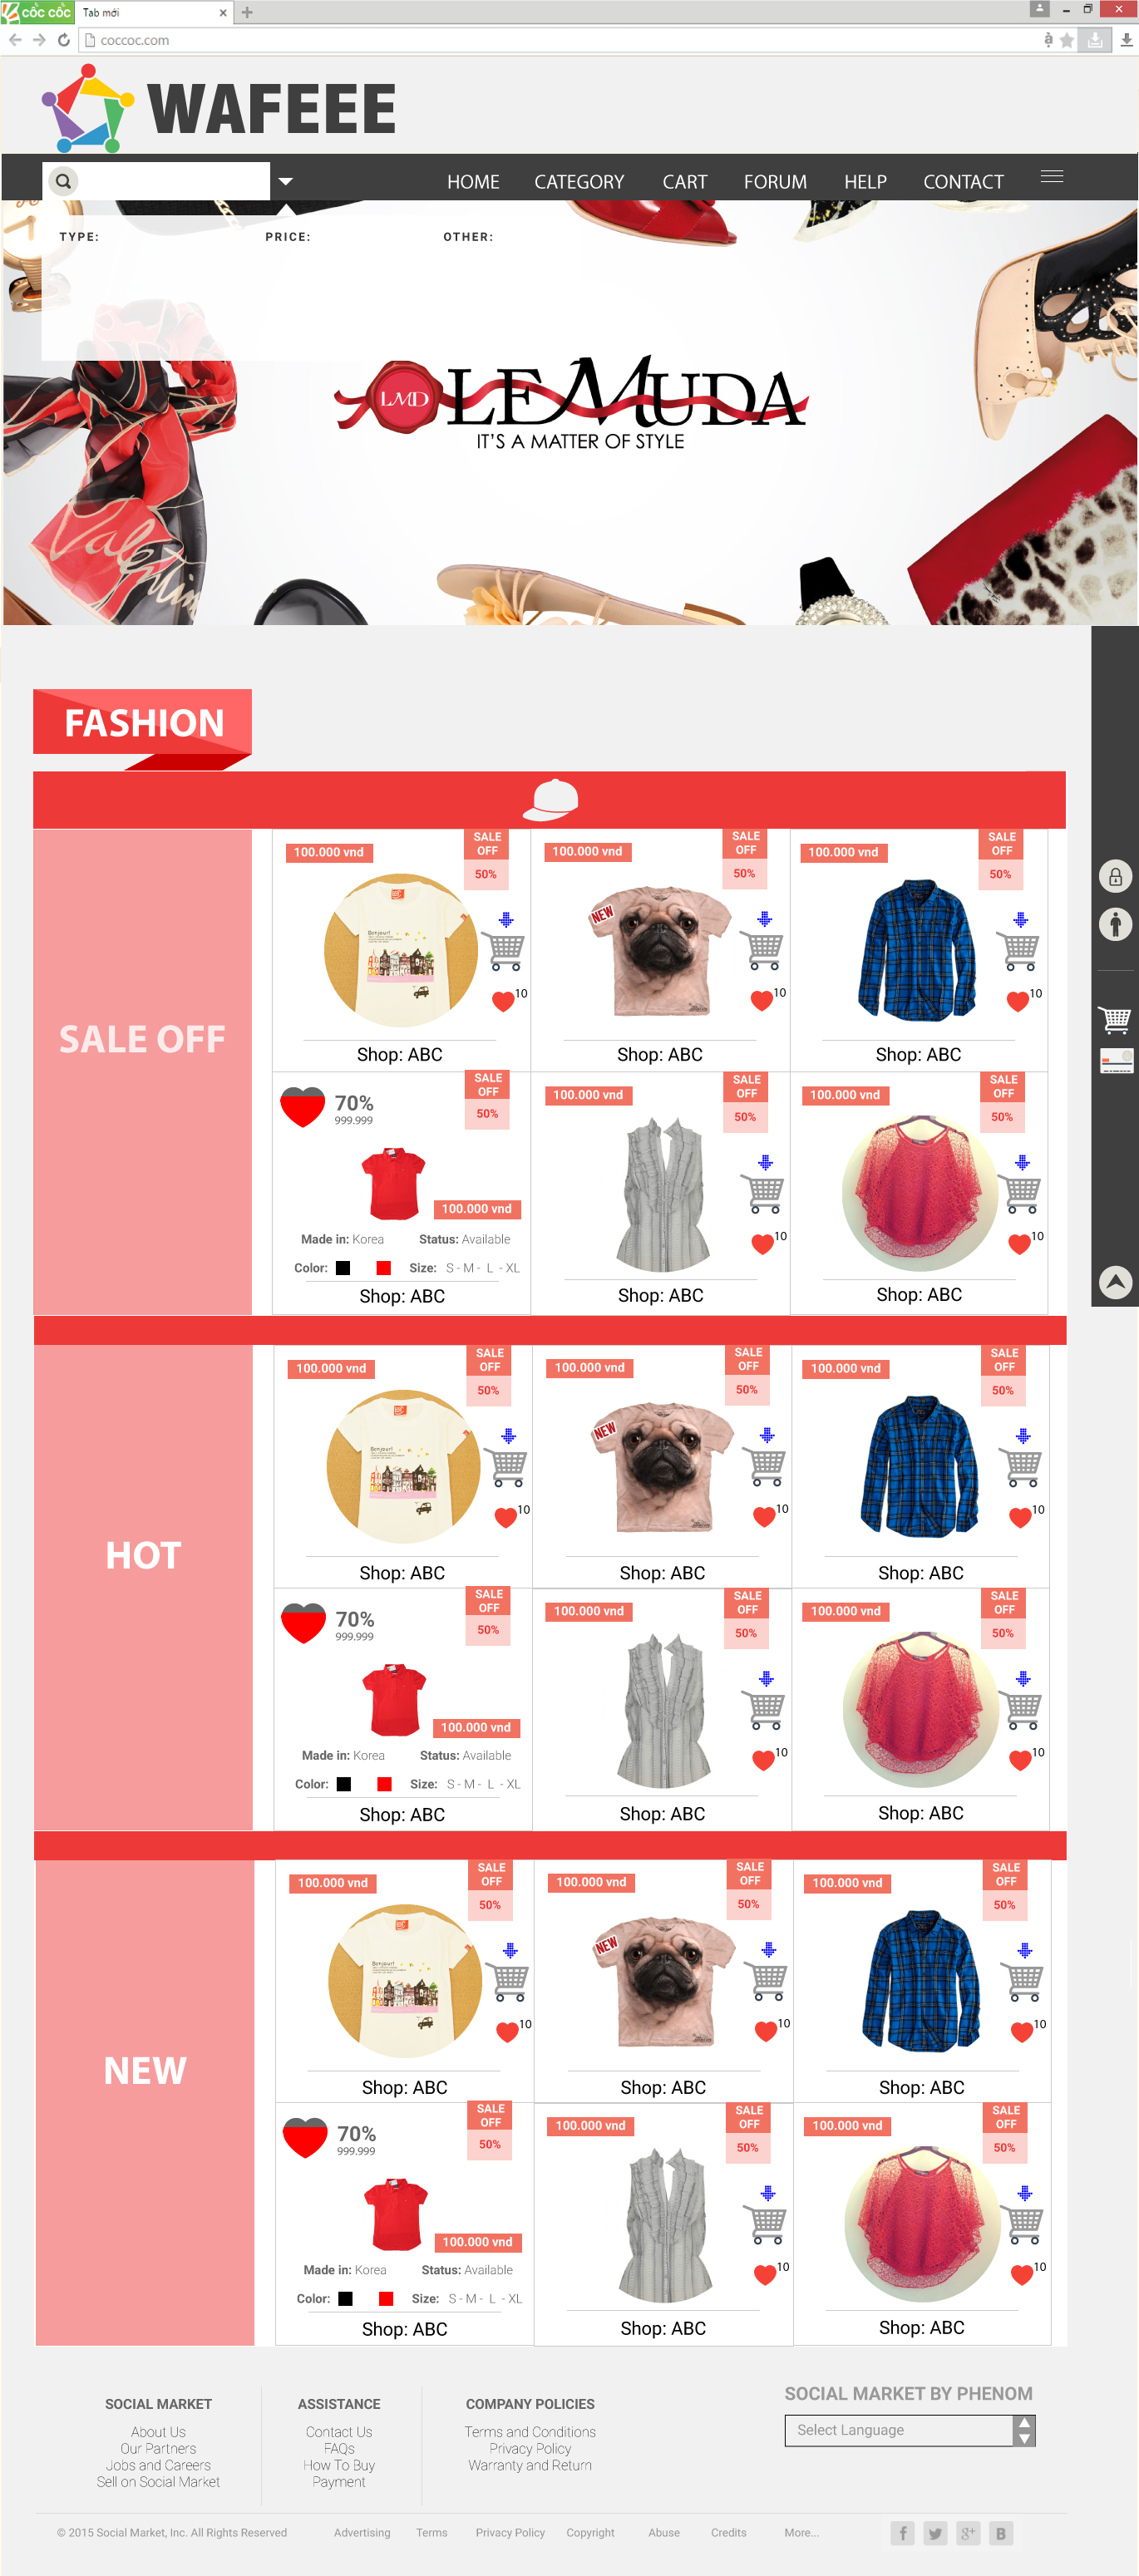 cốc cốc
Tab mới
coccoc.com
WAFEEE
HOME CATEGORY CART FORUM HELP CONTACT
TYPE: PRICE: OTHER:
LMD LEMUDA
IT'S A MATTER OF STYLE
Valentin
FASHION
SALE OFF
100.000 vnd SALE OFF 50%
100.000 vnd SALE OFF 50%
100.000 vnd SALE OFF 50%
Bonjour!
NEW
10 10 10
Shop: ABC Shop: ABC Shop: ABC
70% SALE OFF 50%
999.999
100.000 vnd SALE OFF 50%
100.000 vnd SALE OFF 50%
100.000 vnd
Made in: Korea Status: Available
Color: Size: S - M - L - XL
10 10
Shop: ABC Shop: ABC Shop: ABC
HOT
100.000 vnd SALE OFF 50%
100.000 vnd SALE OFF 50%
100.000 vnd SALE OFF 50%
Bonjour!
NEW
10 10 10
Shop: ABC Shop: ABC Shop: ABC
70% SALE OFF 50%
999.999
100.000 vnd SALE OFF 50%
100.000 vnd SALE OFF 50%
100.000 vnd
Made in: Korea Status: Available
Color: Size: S - M - L - XL
10 10
Shop: ABC Shop: ABC Shop: ABC
NEW
100.000 vnd SALE OFF 50%
100.000 vnd SALE OFF 50%
100.000 vnd SALE OFF 50%
Bonjour!
NEW
10 10 10
Shop: ABC Shop: ABC Shop: ABC
70% SALE OFF 50%
999.999
100.000 vnd SALE OFF 50%
100.000 vnd SALE OFF 50%
100.000 vnd
Made in: Korea Status: Available
Color: Size: S - M - L - XL
10 10
Shop: ABC Shop: ABC Shop: ABC
SOCIAL MARKET
About Us
Our Partners
Jobs and Careers
Sell on Social Market
ASSISTANCE
Contact Us
FAQs
How To Buy
Payment
COMPANY POLICIES
Terms and Conditions
Privacy Policy
Warranty and Return
SOCIAL MARKET BY PHENOM
Select Language
© 2015 Social Market, Inc. All Rights Reserved Advertising Terms Privacy Policy Copyright Abuse Credits More...